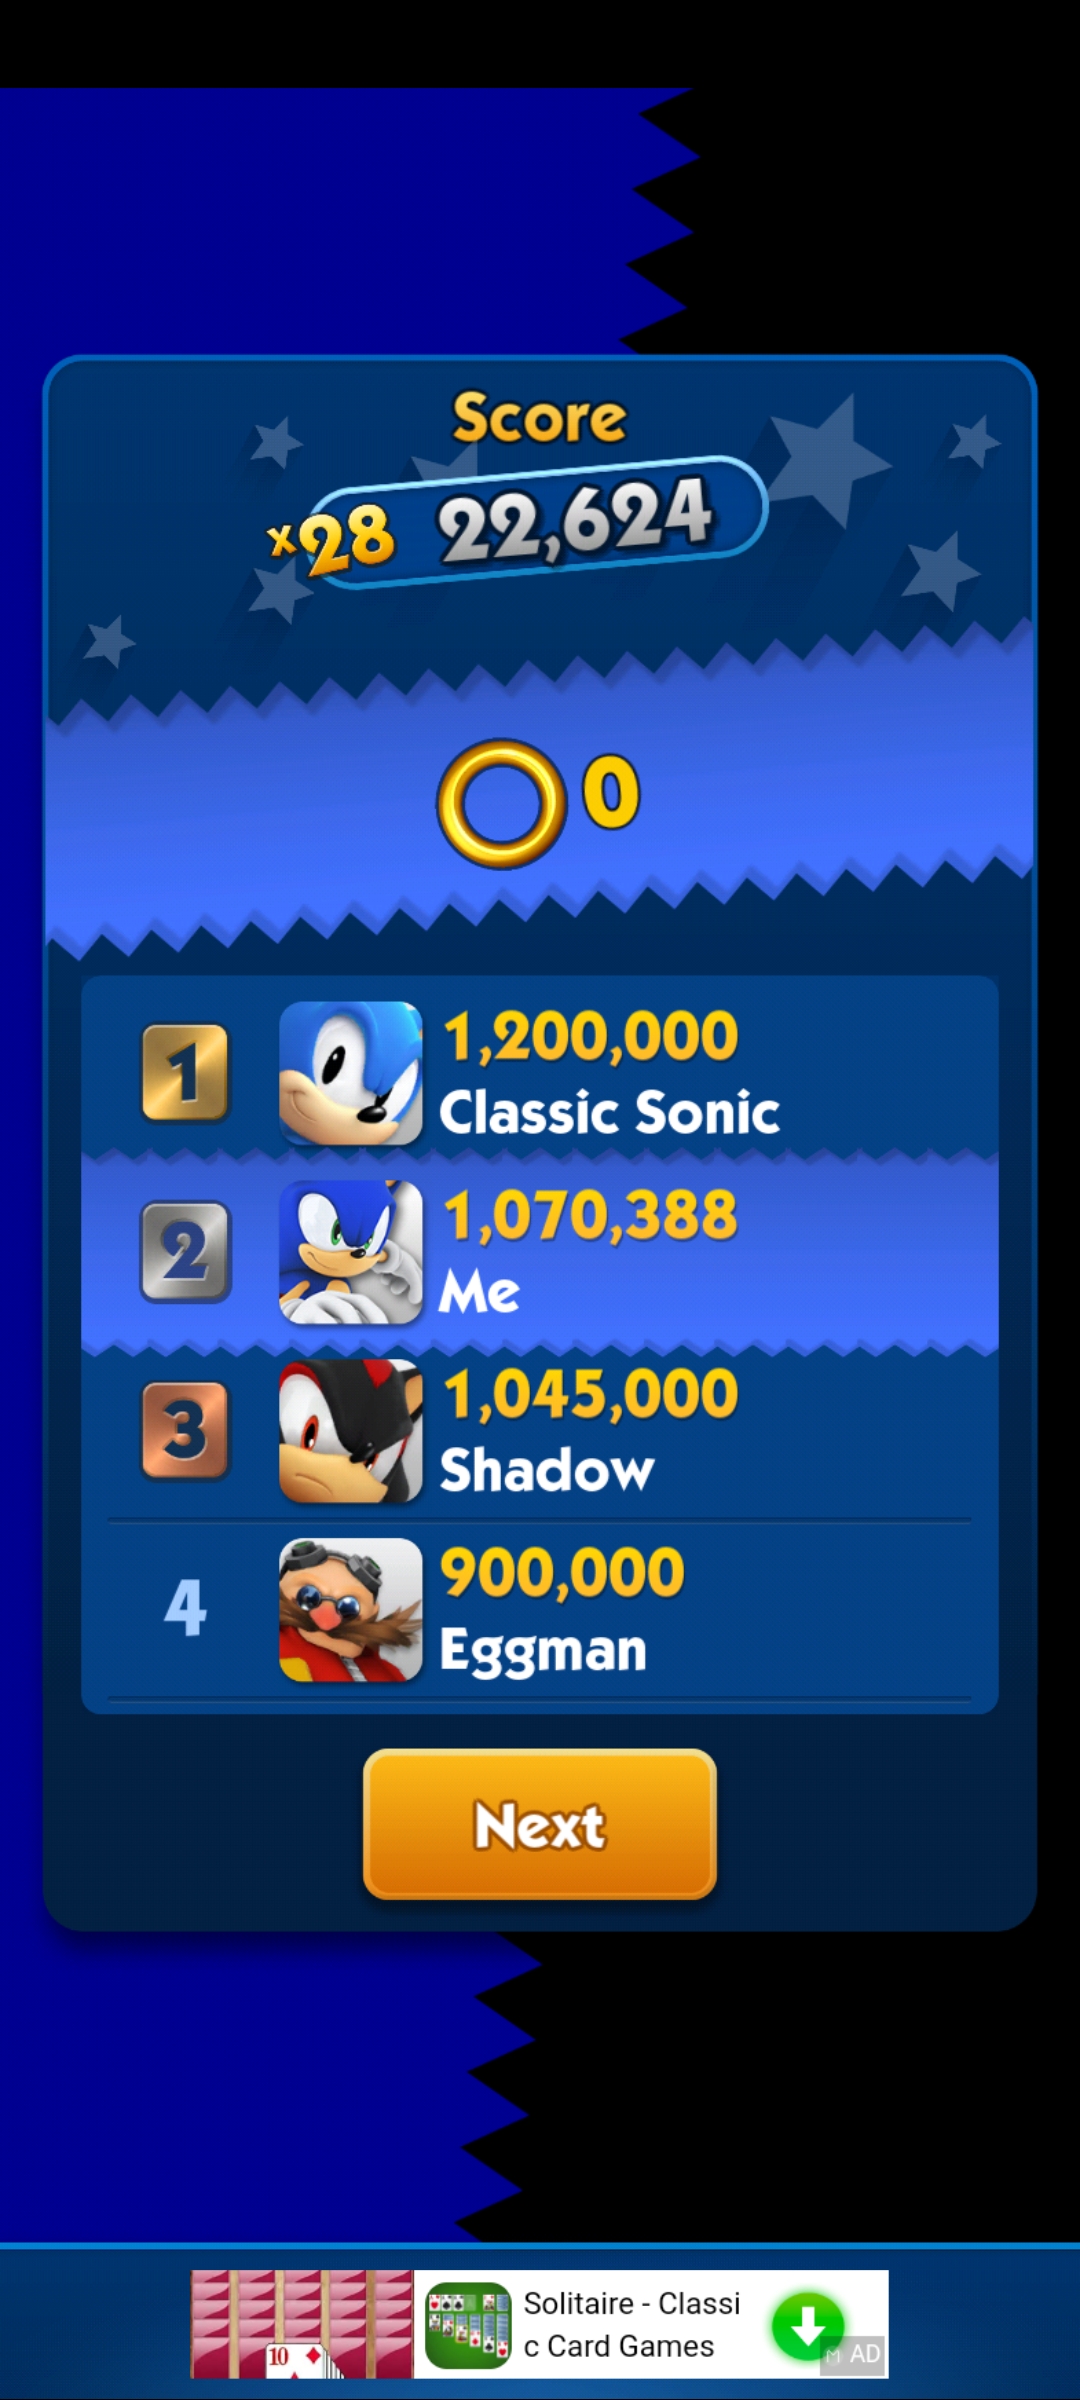 Score
x28 22,624
0
1 1,200,000
Classic Sonic
2 1,070,388
Me
3 1,045,000
Shadow
4 900,000
Eggman
Next
10
Solitaire - Classi
c Card Games
AD